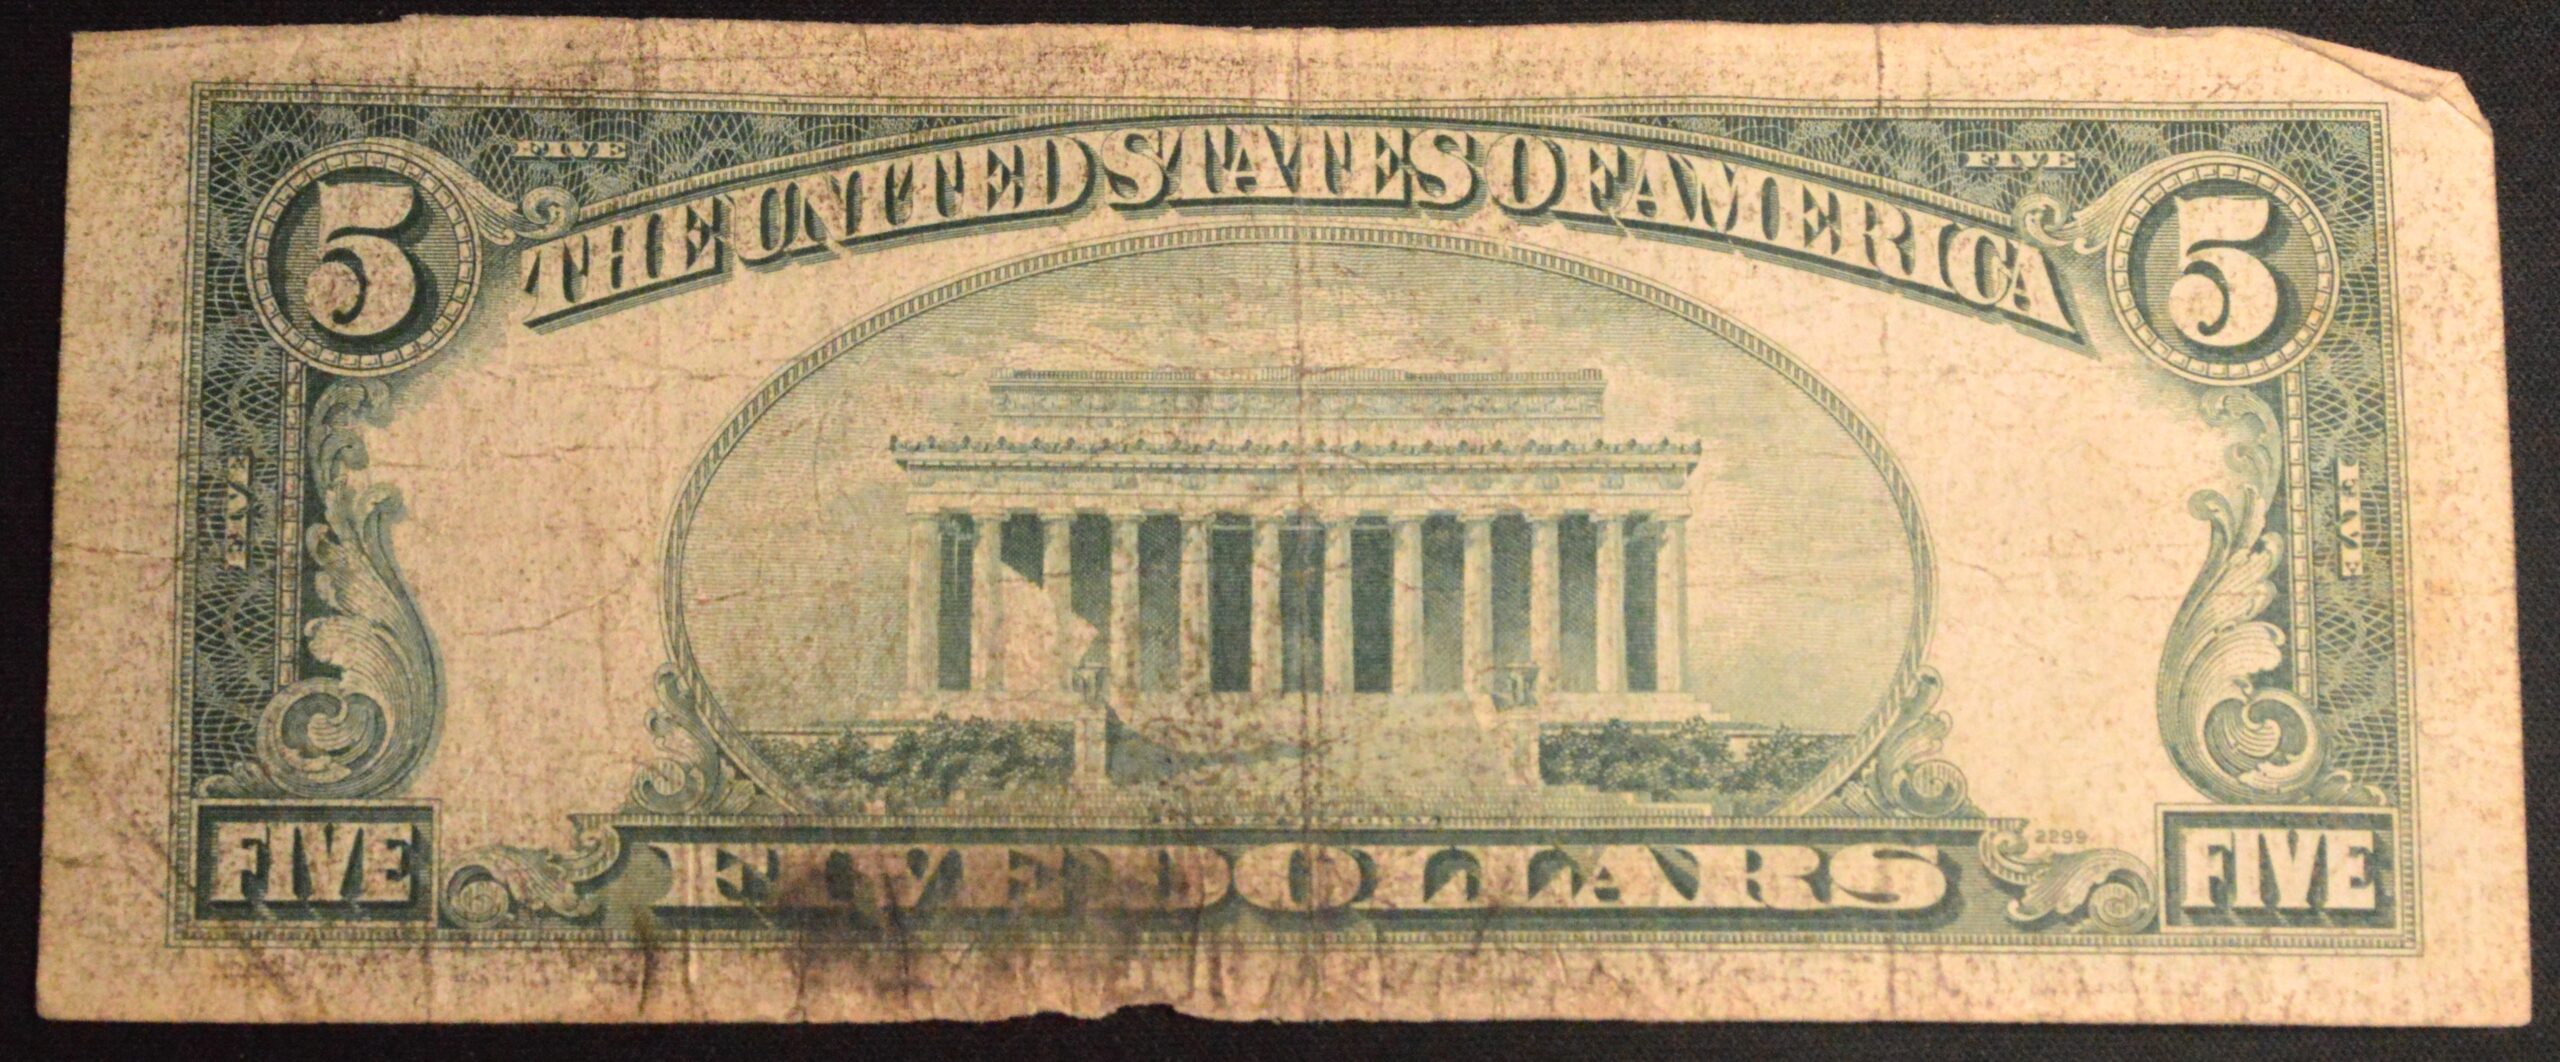 FIVE FIVE
5 THE UNITED STATES OF AMERICA 5
FIVE FIVE
2299
FIVE FIVE DOLLARS FIVE